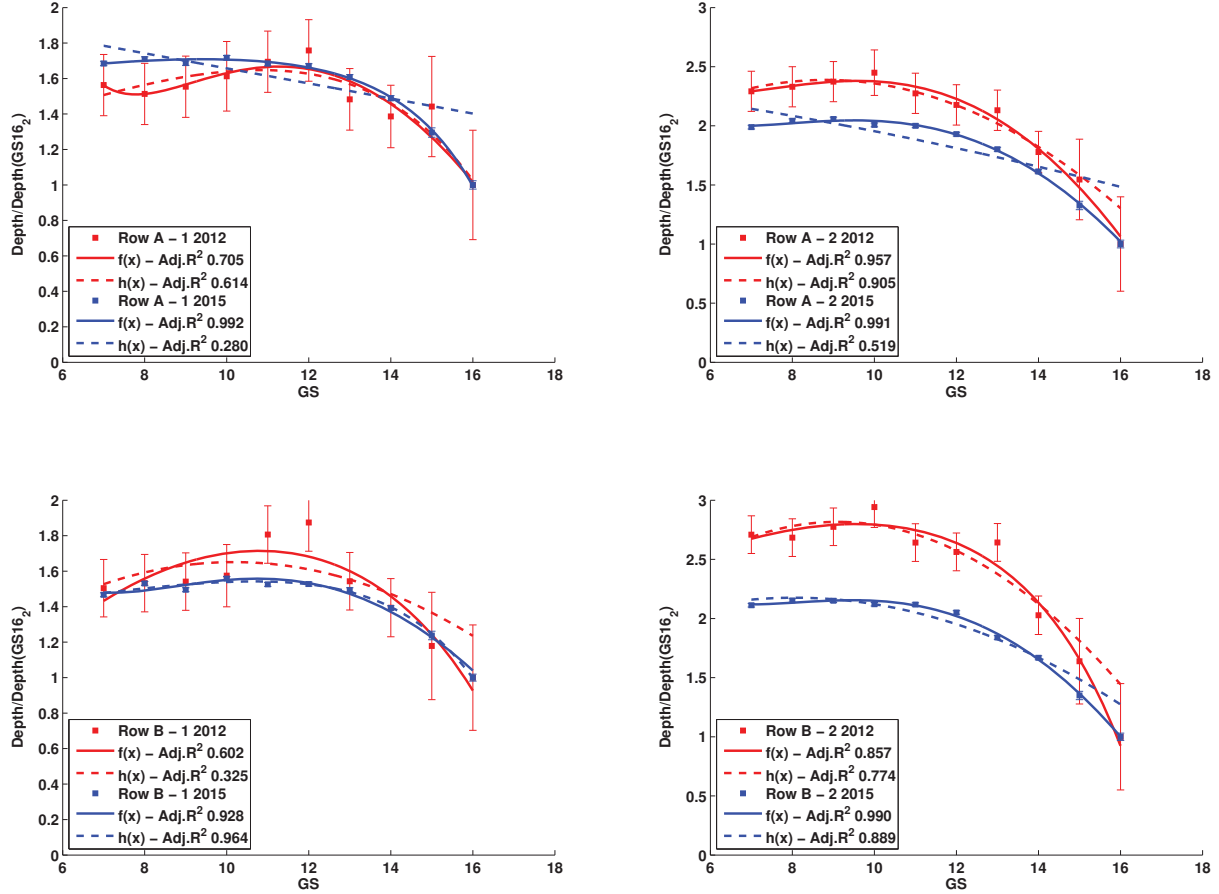 Depth/Depth(GS16_2)
2
1.8
1.6
1.4
1.2
1
0.8
0.6
0.4
0.2
0
Row A − 1 2012
f(x) − Adj.R^2 0.705
h(x) − Adj.R^2 0.614
Row A − 1 2015
f(x) − Adj.R^2 0.992
h(x) − Adj.R^2 0.280
6 8 10 12 14 16 18
GS
Depth/Depth(GS16_2)
3
2.5
2
1.5
1
0.5
0
Row A − 2 2012
f(x) − Adj.R^2 0.957
h(x) − Adj.R^2 0.905
Row A − 2 2015
f(x) − Adj.R^2 0.991
h(x) − Adj.R^2 0.519
6 8 10 12 14 16 18
GS
Depth/Depth(GS16_2)
2
1.8
1.6
1.4
1.2
1
0.8
0.6
0.4
0.2
0
Row B − 1 2012
f(x) − Adj.R^2 0.602
h(x) − Adj.R^2 0.325
Row B − 1 2015
f(x) − Adj.R^2 0.928
h(x) − Adj.R^2 0.964
6 8 10 12 14 16 18
GS
Depth/Depth(GS16_2)
3
2.5
2
1.5
1
0.5
0
Row B − 2 2012
f(x) − Adj.R^2 0.857
h(x) − Adj.R^2 0.774
Row B − 2 2015
f(x) − Adj.R^2 0.990
h(x) − Adj.R^2 0.889
6 8 10 12 14 16 18
GS